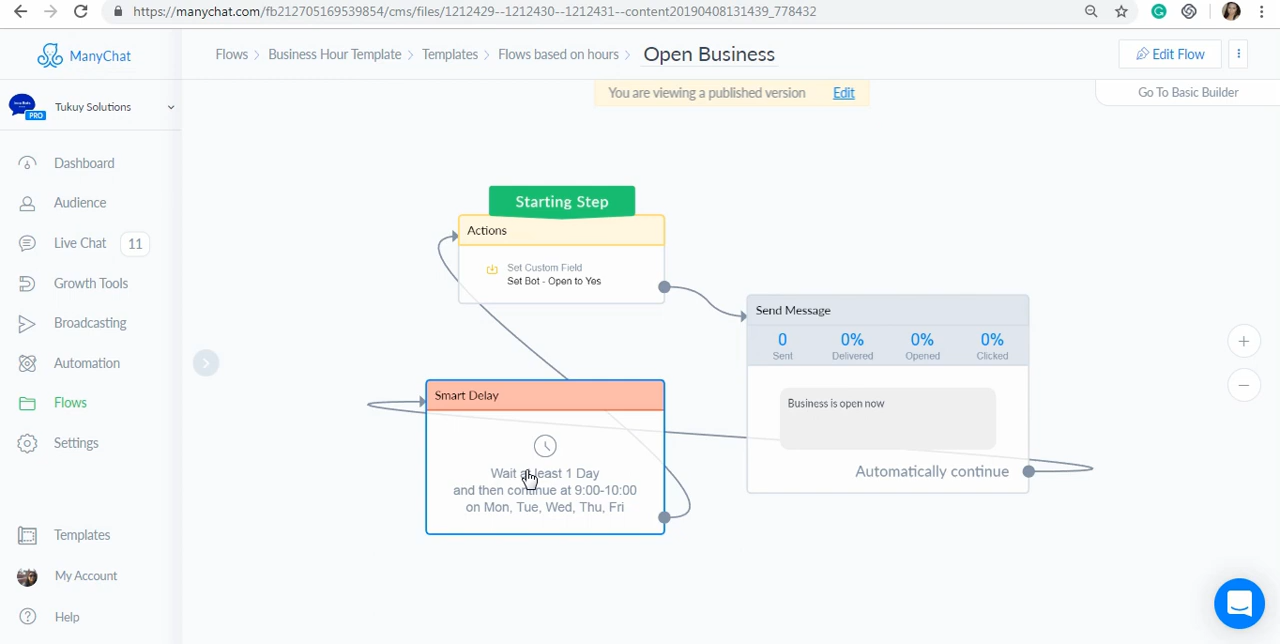 https://manychat.com/fb212705169539854/cms/files/1212429--1212430--1212431--content20190408131439_778432
ManyChat
Flows > Business Hour Template > Templates > Flows based on hours > Open Business
Edit Flow
You are viewing a published version Edit
Go To Basic Builder
Tukuy Solutions
PRO
Dashboard
Audience
Live Chat 11
Growth Tools
Broadcasting
Automation
Flows
Settings
Templates
My Account
Help
Starting Step
Actions
Set Custom Field
Set Bot - Open to Yes
Send Message
0 0% 0% 0%
Sent Delivered Opened Clicked
Business is open now
Automatically continue
Smart Delay
Wait at least 1 Day
and then continue at 9:00-10:00
on Mon, Tue, Wed, Thu, Fri